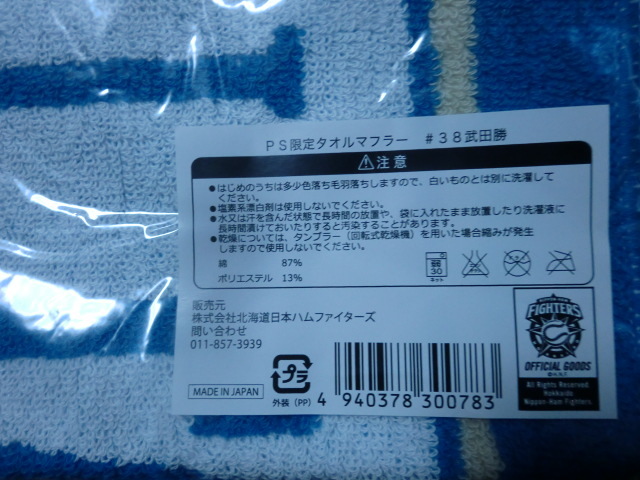 PS限定タオルマフラー #38武田勝
⚠注意
●はじめのうちは多少色落ち毛羽落ちしますので、白いものとは別に洗濯して
ください。
●塩素系漂白剤は使用しないでください。
●水又は汗を含んだ状態で長時間の放置や、袋に入れたまま放置したり洗濯液に
長時間漬けておいたりすると汚染することがあります。
●乾燥については、タンブラー(回転式乾燥機)を用いた場合縮みが発生
しますので使用しないでください。
綿 87%
ポリエステル 13%
30
ネット
販売元
株式会社北海道日本ハムファイターズ
問い合わせ
011-857-3939
MADE IN JAPAN
プラ
外装(PP)
4 940378 300783
FIGHTERS
OFFICIAL GOODS
All Rights Reserved
Hokkaido
Nippon-Ham Fighters